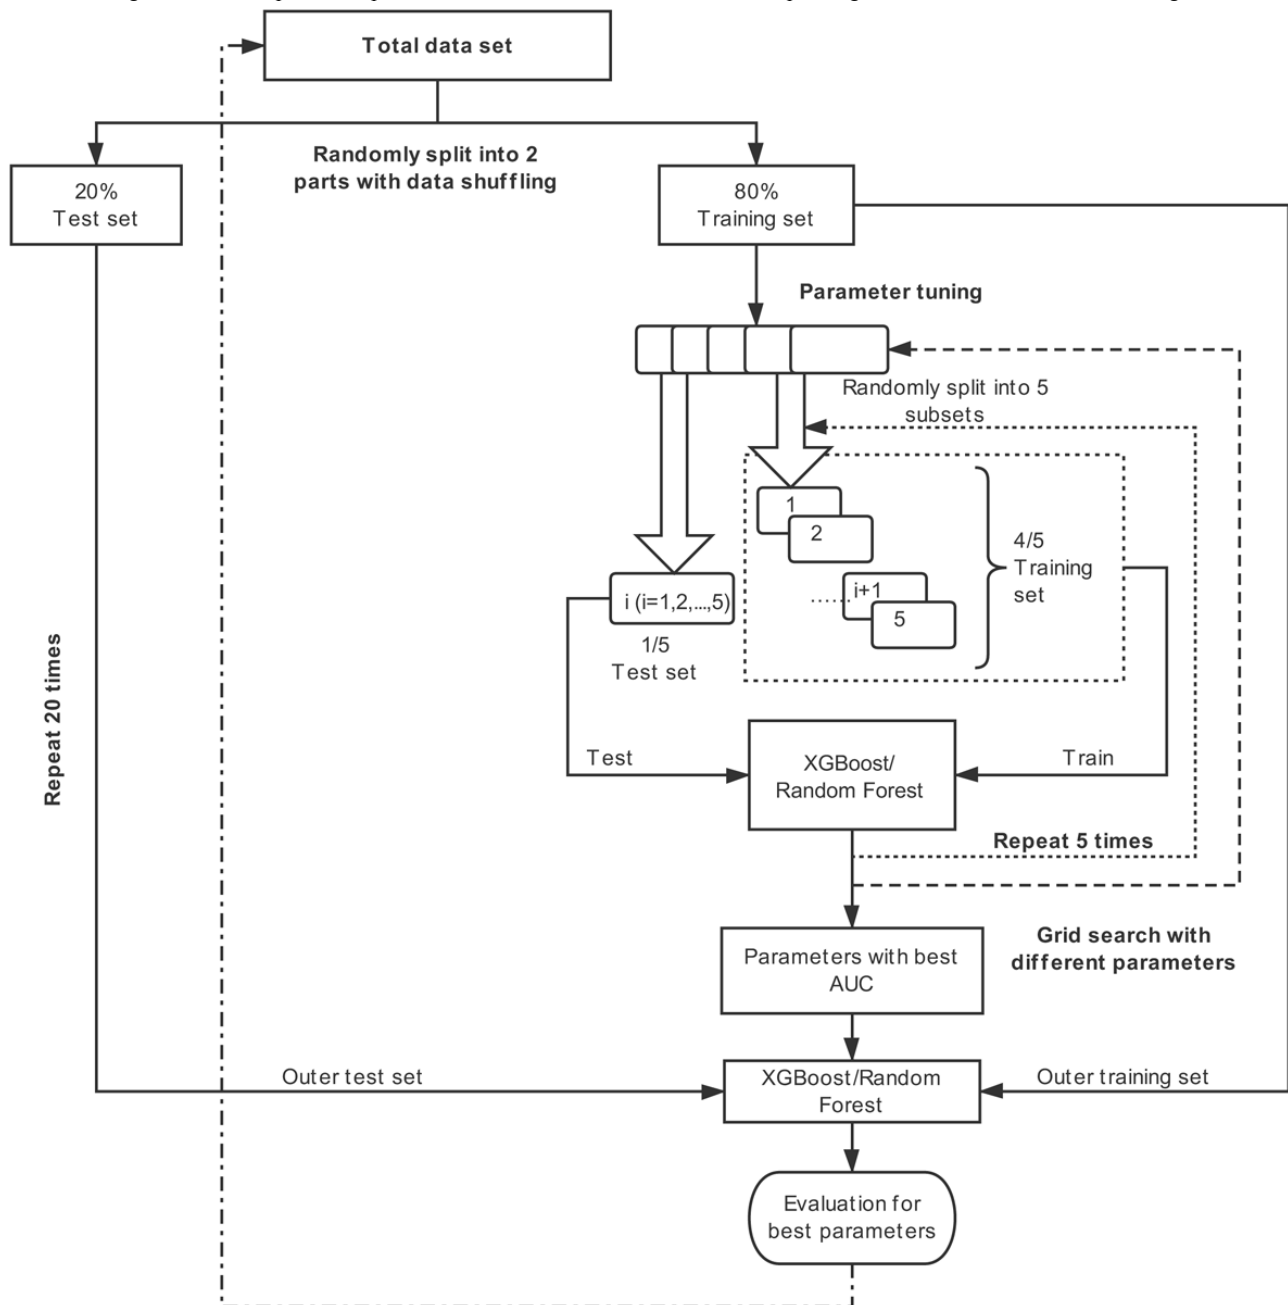 Total data set
Randomly split into 2
parts with data shuffling
20%
Test set
80%
Training set
Parameter tuning
Randomly split into 5
subsets
1
2
......
i+1
5
4/5
Training
set
i (i=1,2,...,5)
1/5
Test set
Repeat 20 times
Test
XGBoost/
Random Forest
Train
Repeat 5 times
Parameters with best
AUC
Grid search with
different parameters
Outer test set
XGBoost/Random
Forest
Outer training set
Evaluation for
best parameters